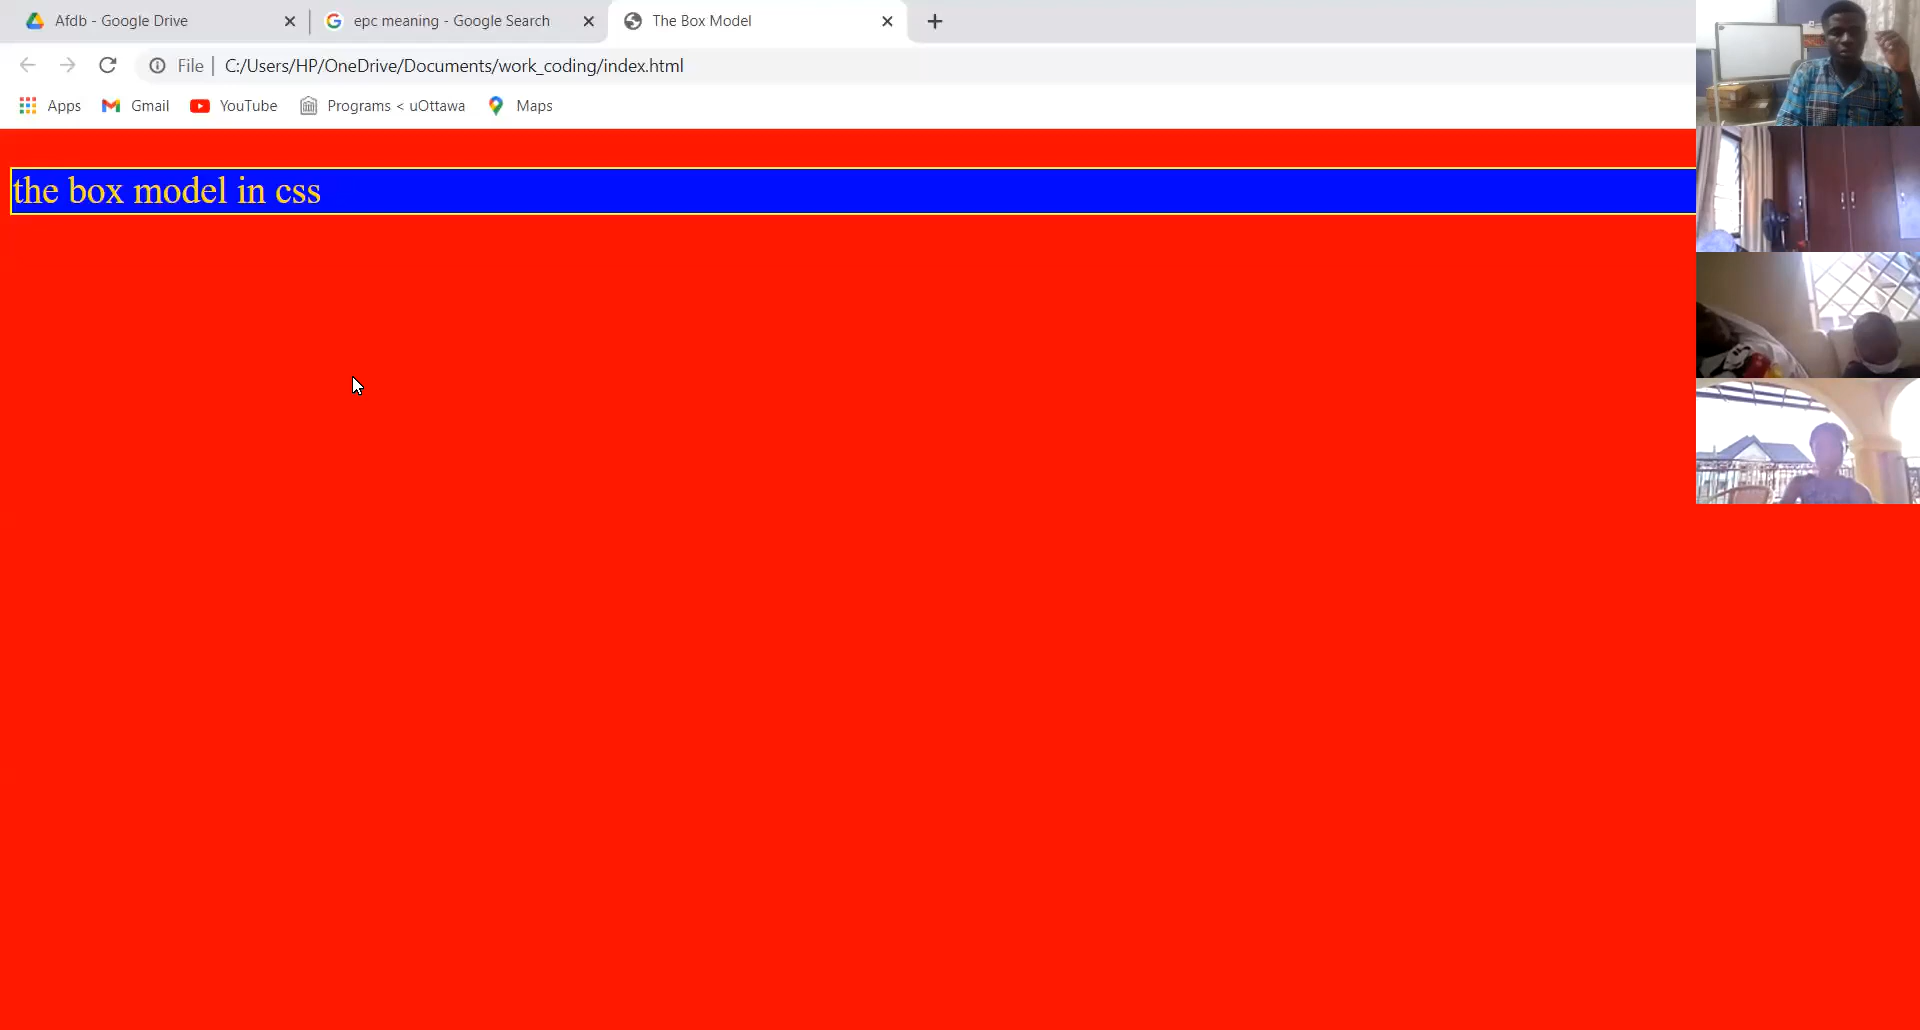 Afdb - Google Drive
epc meaning - Google Search
The Box Model
File
C:/Users/HP/OneDrive/Documents/work_coding/index.html
Apps
Gmail
YouTube
Programs < uOttawa
Maps
the box model in css